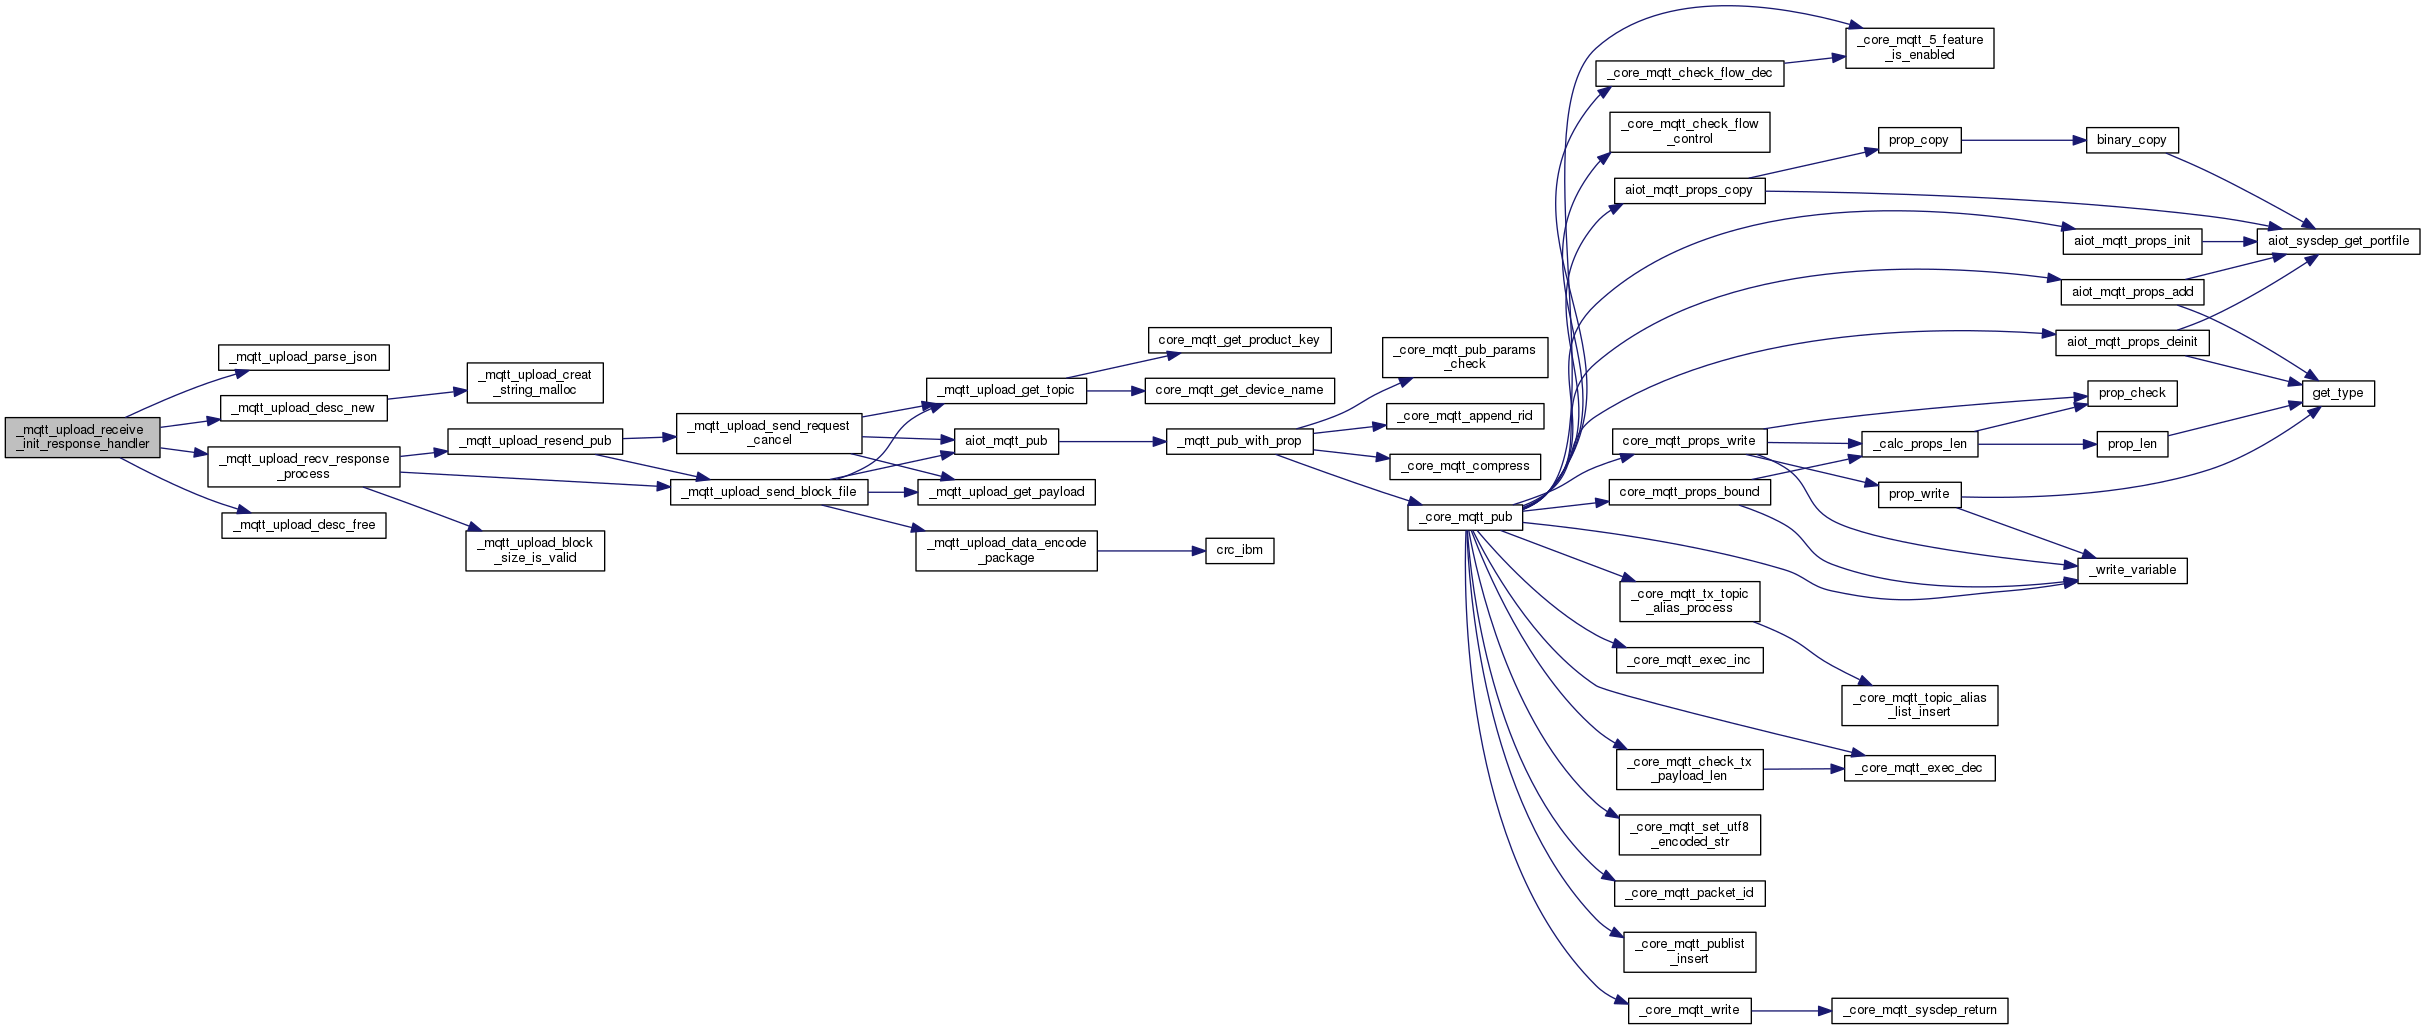 _mqtt_upload_receive
_init_response_handler
_mqtt_upload_parse_json
_mqtt_upload_desc_new
_mqtt_upload_recv_response
_process
_mqtt_upload_desc_free
_mqtt_upload_creat
_string_malloc
_mqtt_upload_resend_pub
_mqtt_upload_block
_size_is_valid
_mqtt_upload_send_request
_cancel
_mqtt_upload_send_block_file
_mqtt_upload_get_topic
aiot_mqtt_pub
_mqtt_upload_get_payload
_mqtt_upload_data_encode
_package
core_mqtt_get_product_key
core_mqtt_get_device_name
_mqtt_pub_with_prop
crc_ibm
_core_mqtt_pub_params
_check
_core_mqtt_append_rid
_core_mqtt_compress
_core_mqtt_pub
_core_mqtt_check_flow_dec
_core_mqtt_check_flow
_control
aiot_mqtt_props_copy
core_mqtt_props_write
core_mqtt_props_bound
_core_mqtt_tx_topic
_alias_process
_core_mqtt_exec_inc
_core_mqtt_check_tx
_payload_len
_core_mqtt_set_utf8
_encoded_str
_core_mqtt_packet_id
_core_mqtt_publist
_insert
_core_mqtt_write
_core_mqtt_5_feature
_is_enabled
prop_copy
_calc_props_len
prop_write
_core_mqtt_topic_alias
_list_insert
_core_mqtt_exec_dec
_core_mqtt_sysdep_return
binary_copy
aiot_mqtt_props_init
aiot_mqtt_props_add
aiot_mqtt_props_deinit
prop_check
prop_len
_write_variable
aiot_sysdep_get_portfile
get_type